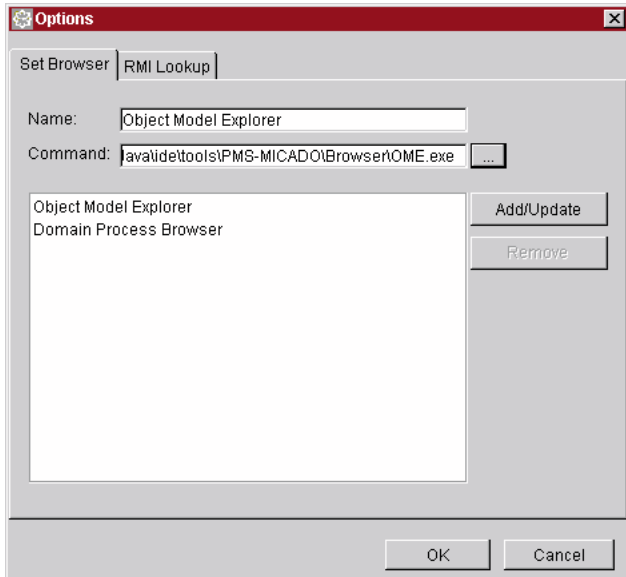 Options
Set Browser RMI Lookup
Name: Object Model Explorer
Command: lava\ide\tools\PMS-MICADO\Browser\OME.exe ...
Object Model Explorer
Domain Process Browser
Add/Update
Remove
OK Cancel